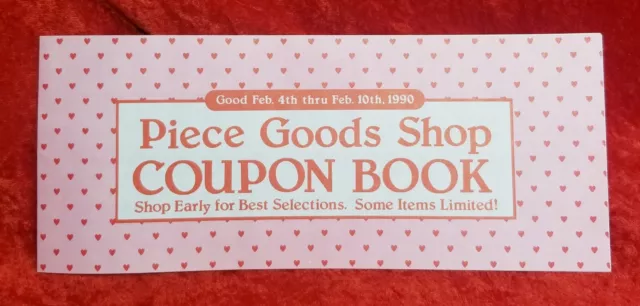 Good Feb. 4th thru Feb. 10th, 1990
Piece Goods Shop
COUPON BOOK
Shop Early for Best Selections. Some Items Limited!